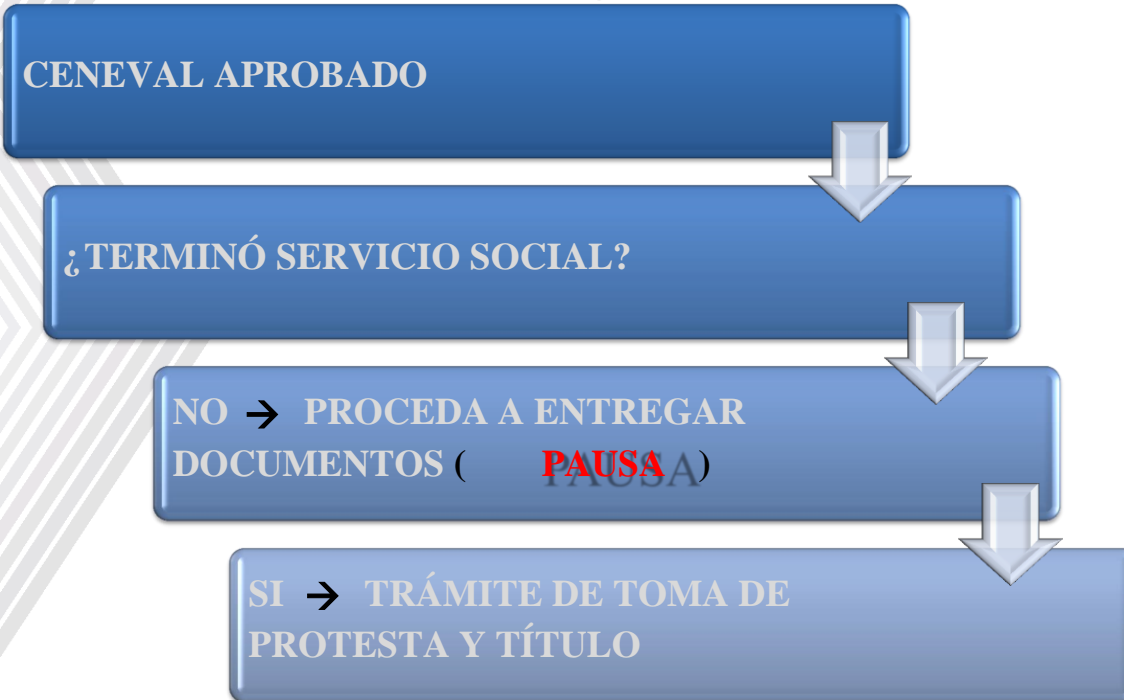 CENEVAL APROBADO
¿TERMINÓ SERVICIO SOCIAL?
NO → PROCEDA A ENTREGAR
DOCUMENTOS ( PAUSA )
SI → TRÁMITE DE TOMA DE
PROTESTA Y TÍTULO